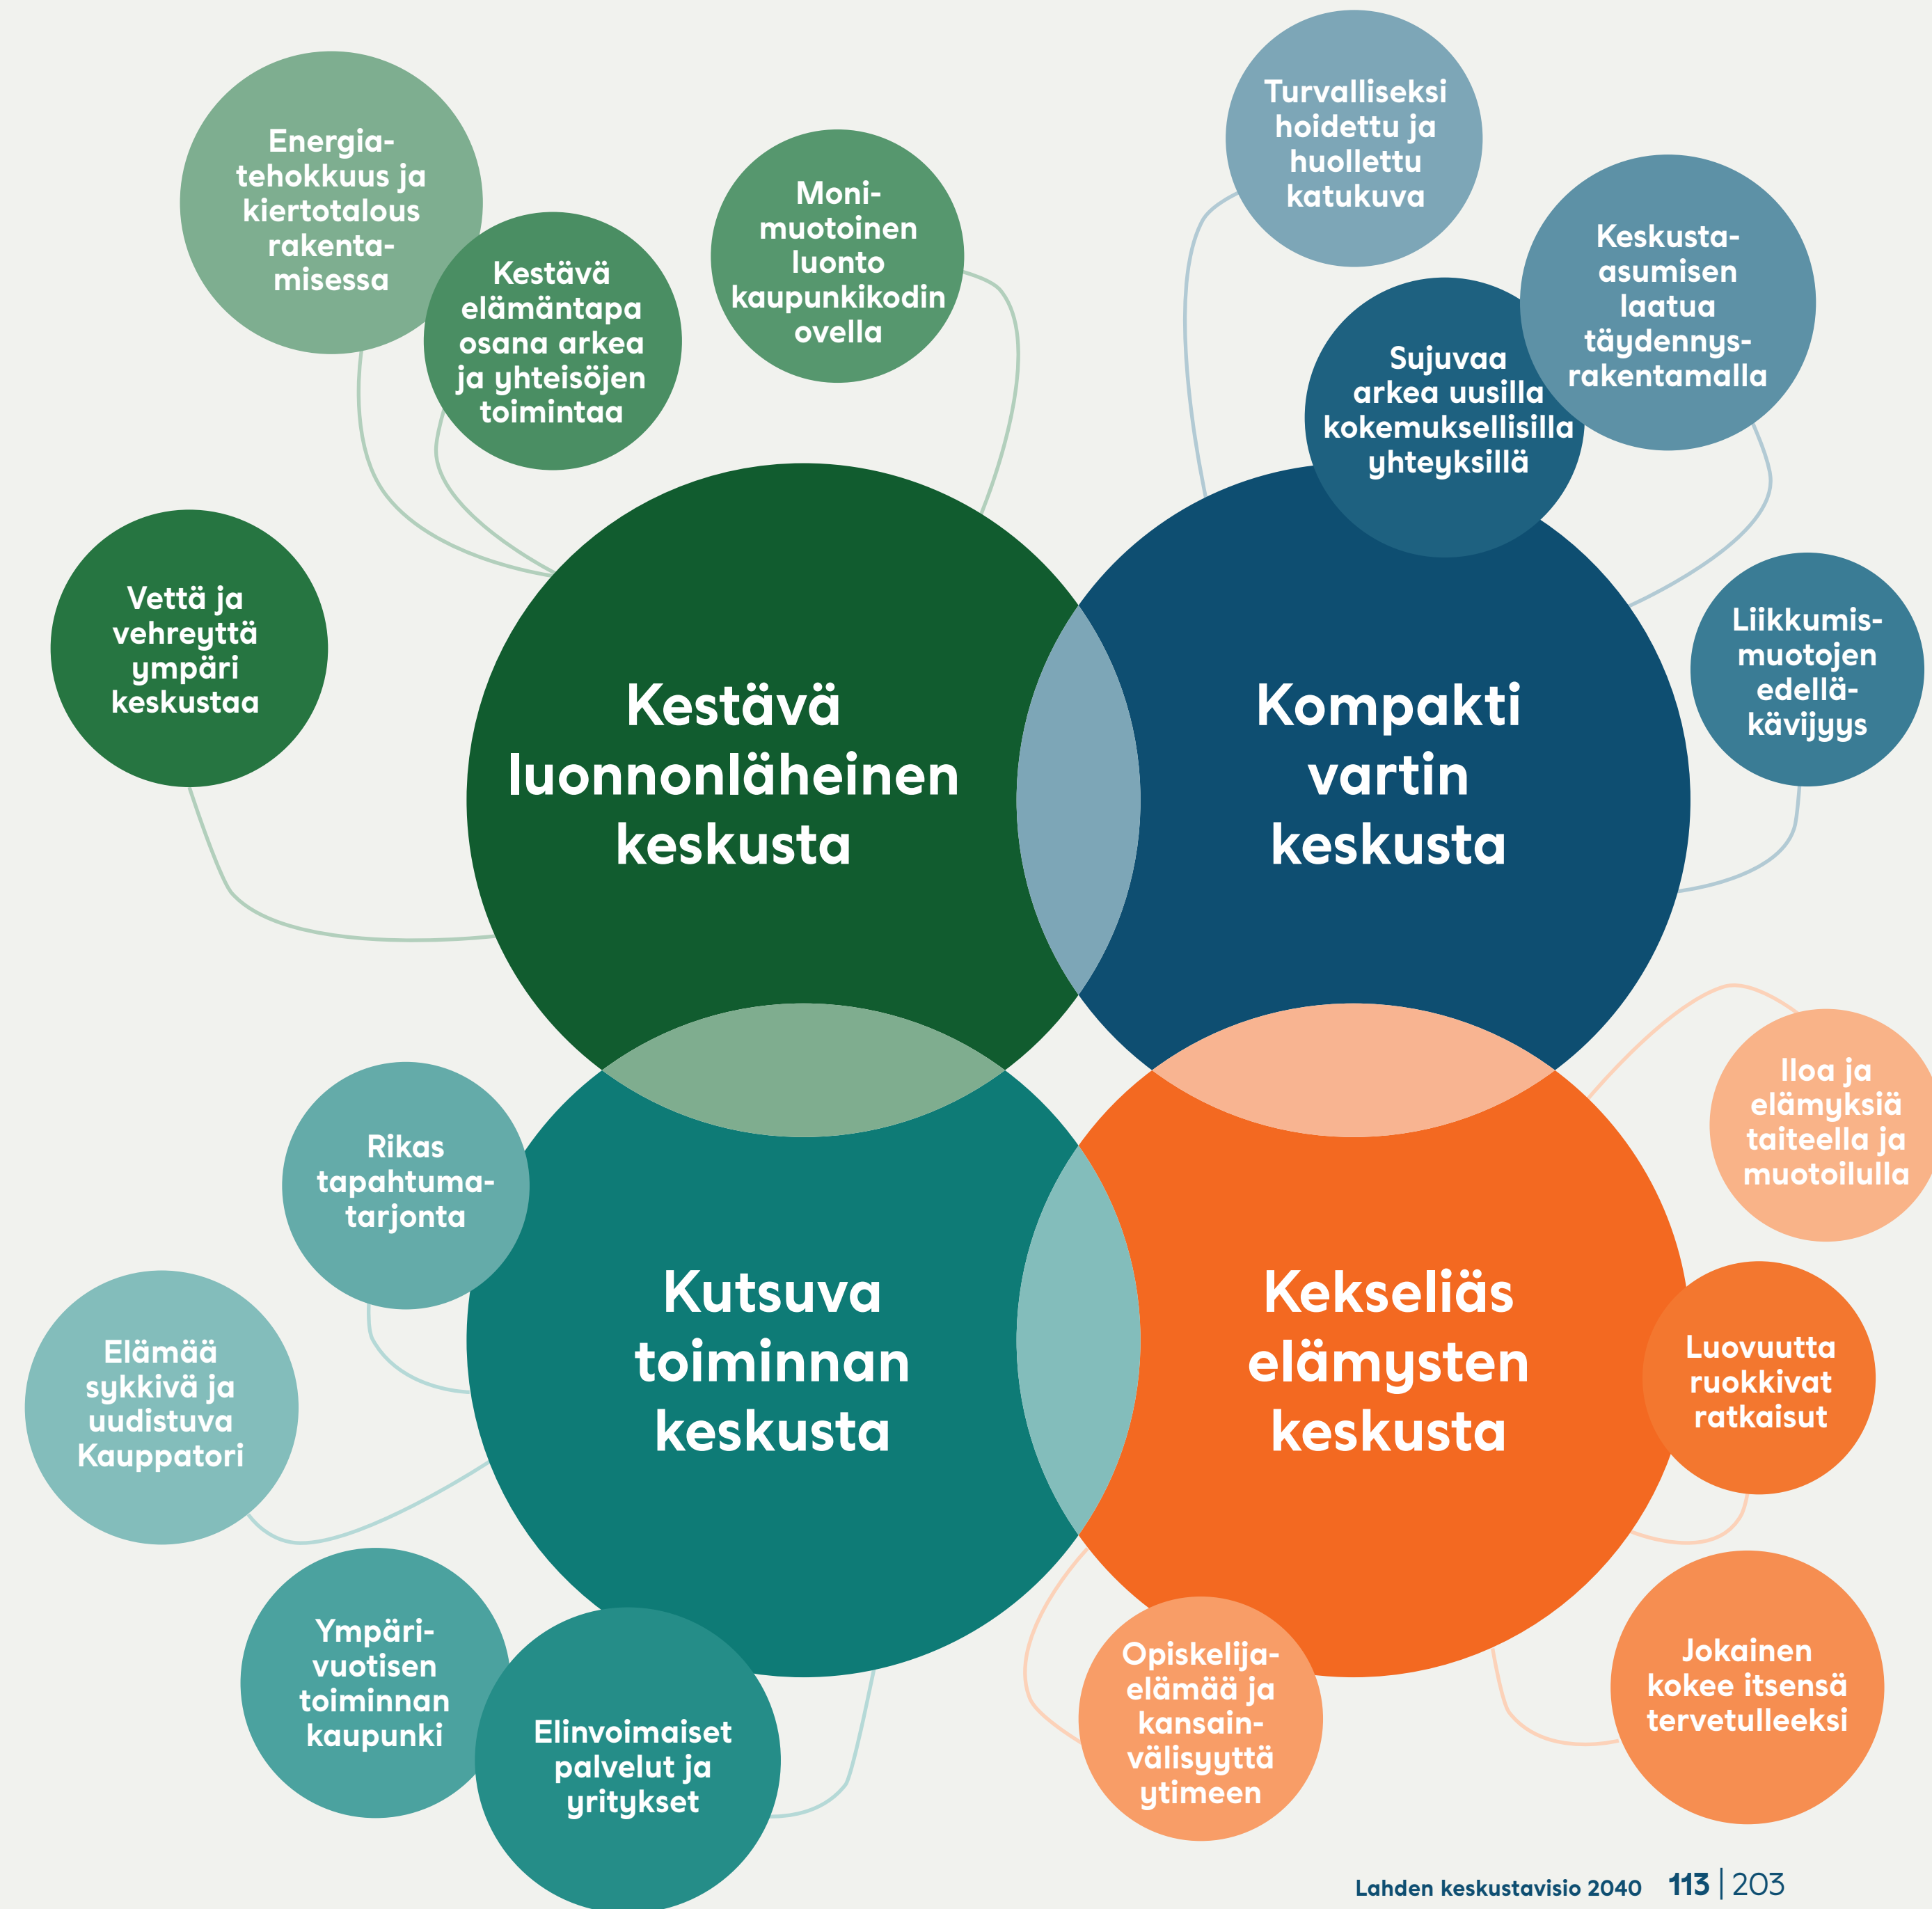 Energia-
tehokkuus ja
kiertotalous
rakenta-
misessa
Kestävä
elämäntapa
osana arkea
ja yhteisöjen
toimintaa
Moni-
muotoinen
luonto
kaupunkikodin
ovella
Vettä ja
vehreyttä
ympäri
keskustaa
Kestävä
luonnonläheinen
keskusta
Turvalliseksi
hoidettu ja
huollettu
katukuva
Keskusta-
asumisen
laatua
täydennys-
rakentamalla
Sujuvaa
arkea uusilla
kokemuksellisilla
yhteyksillä
Liikkumis-
muotojen
edellä-
kävijyys
Kompakti
vartin
keskusta
Rikas
tapahtuma-
tarjonta
Elämää
sykkivä ja
uudistuva
Kauppatori
Ympäri-
vuotisen
toiminnan
kaupunki
Elinvoimaiset
palvelut ja
yritykset
Kutsuva
toiminnan
keskusta
Iloa ja
elämyksiä
taiteella ja
muotoilulla
Luovuutta
ruokkivat
ratkaisut
Kekseliäs
elämysten
keskusta
Opiskelija-
elämää ja
kansain-
välisyyttä
ytimeen
Jokainen
kokee itsensä
tervetulleeksi
Lahden keskustavisio 2040 113 | 203